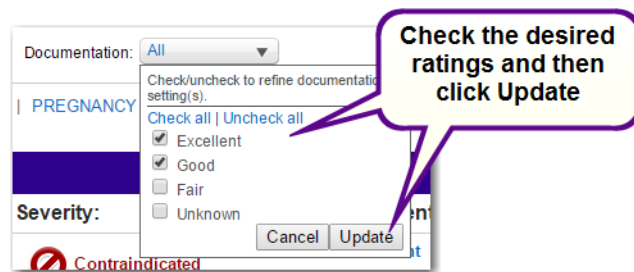 Documentation: All
Check the desired
ratings and then
click Update
Check/uncheck to refine documentatio
setting(s).
| PREGNANCY
Check all | Uncheck all
Excellent
Good
Fair
Unknown
Severity:
Cancel Update
Contraindicated